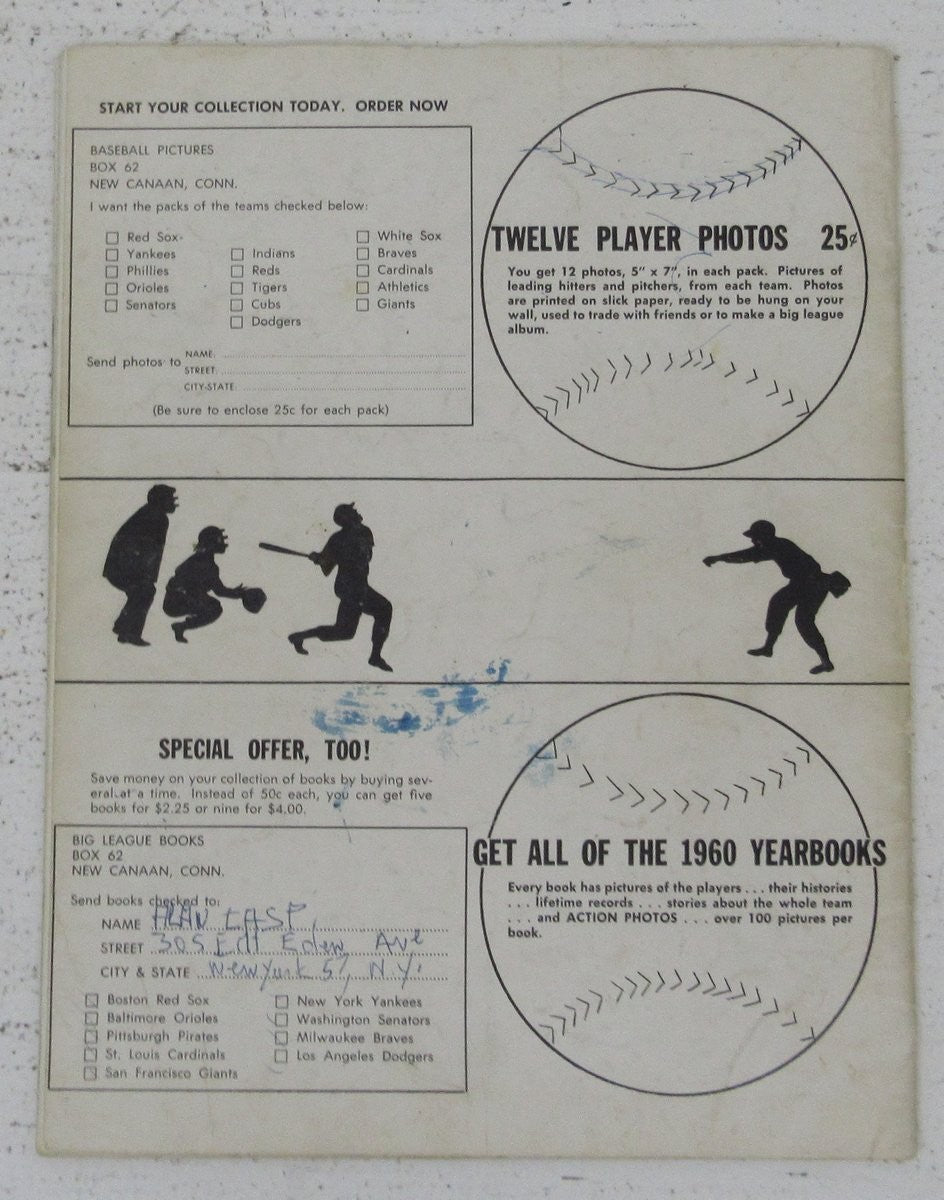 START YOUR COLLECTION TODAY. ORDER NOW
BASEBALL PICTURES
BOX 62
NEW CANAAN, CONN.
I want the packs of the teams checked below:
Red Sox
Yankees
Phillies
Orioles
Senators
Indians
Reds
Tigers
Cubs
Dodgers
White Sox
Braves
Cardinals
Athletics
Giants
Send photos to
NAME:
STREET:
CITY-STATE:
(Be sure to enclose 25c for each pack)
TWELVE PLAYER PHOTOS 25¢
You get 12 photos, 5" x 7", in each pack. Pictures of
leading hitters and pitchers, from each team. Photos
are printed on slick paper, ready to be hung on your
wall, used to trade with friends or to make a big league
album.
SPECIAL OFFER, TOO!
Save money on your collection of books by buying sev-
eral at a time. Instead of 50c each, you can get five
books for $2.25 or nine for $4.00.
BIG LEAGUE BOOKS
BOX 62
NEW CANAAN, CONN.
Send books checked to:
NAME ALAN
STREET 305 Eden Ave
CITY & STATE New York 57, N.Y.
Boston Red Sox
Baltimore Orioles
Pittsburgh Pirates
St. Louis Cardinals
San Francisco Giants
New York Yankees
Washington Senators
Milwaukee Braves
Los Angeles Dodgers
GET ALL OF THE 1960 YEARBOOKS
Every book has pictures of the players . . . their histories
. . . lifetime records . . . stories about the whole team
. . . and ACTION PHOTOS . . . over 100 pictures per
book.